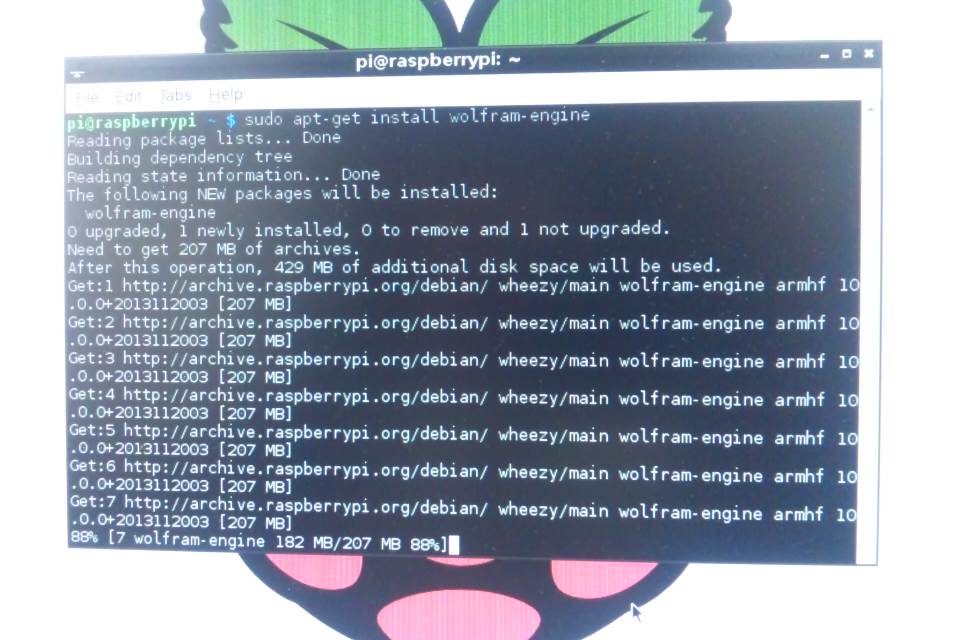 pi@raspberrypi: ~
File Edit Tabs Help
pi@raspberrypi ~ $ sudo apt-get install wolfram-engine
Reading package lists... Done
Building dependency tree
Reading state information... Done
The following NEW packages will be installed:
wolfram-engine
0 upgraded, 1 newly installed, 0 to remove and 1 not upgraded.
Need to get 207 MB of archives.
After this operation, 429 MB of additional disk space will be used.
Get:1 http://archive.raspberrypi.org/debian/ wheezy/main wolfram-engine armhf 10
.0.0+2013112003 [207 MB]
Get:2 http://archive.raspberrypi.org/debian/ wheezy/main wolfram-engine armhf 10
.0.0+2013112003 [207 MB]
Get:3 http://archive.raspberrypi.org/debian/ wheezy/main wolfram-engine armhf 10
.0.0+2013112003 [207 MB]
Get:4 http://archive.raspberrypi.org/debian/ wheezy/main wolfram-engine armhf 10
.0.0+2013112003 [207 MB]
Get:5 http://archive.raspberrypi.org/debian/ wheezy/main wolfram-engine armhf 10
.0.0+2013112003 [207 MB]
Get:6 http://archive.raspberrypi.org/debian/ wheezy/main wolfram-engine armhf 10
.0.0+2013112003 [207 MB]
Get:7 http://archive.raspberrypi.org/debian/ wheezy/main wolfram-engine armhf 10
.0.0+2013112003 [207 MB]
88% [7 wolfram-engine 182 MB/207 MB 88%]